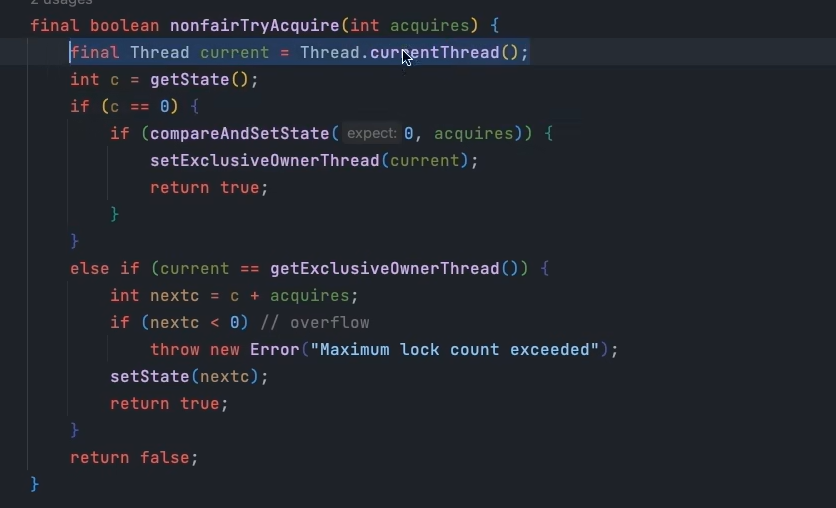 2 usages
final boolean nonfairTryAcquire(int acquires) {
final Thread current = Thread.currentThread();
int c = getState();
if (c == 0) {
if (compareAndSetState( expect: 0, acquires)) {
setExclusiveOwnerThread(current);
return true;
}
}
else if (current == getExclusiveOwnerThread()) {
int nextc = c + acquires;
if (nextc < 0) // overflow
throw new Error("Maximum lock count exceeded");
setState(nextc);
return true;
}
return false;
}